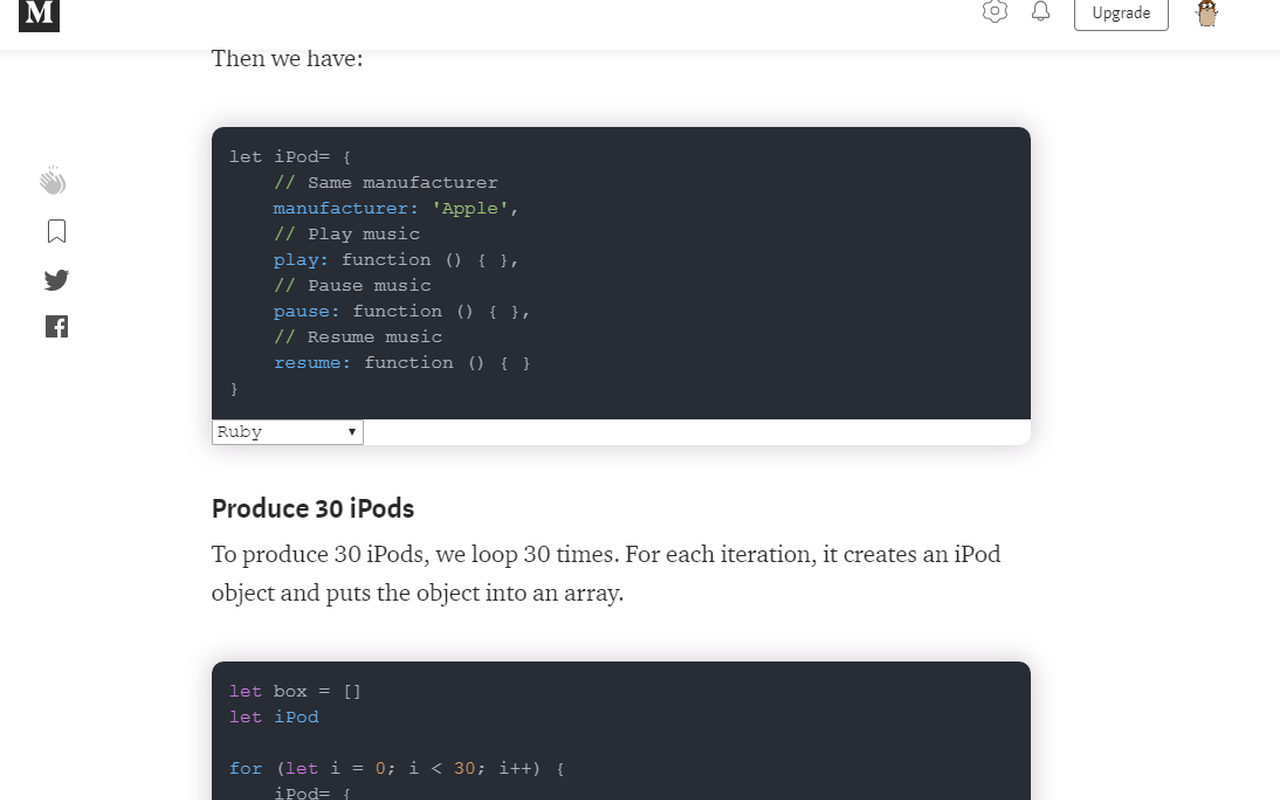 M
Upgrade
Then we have:
let iPod= {
    // Same manufacturer
    manufacturer: 'Apple',
    // Play music
    play: function () { },
    // Pause music
    pause: function () { },
    // Resume music
    resume: function () { }
}
Ruby
Produce 30 iPods
To produce 30 iPods, we loop 30 times. For each iteration, it creates an iPod
object and puts the object into an array.
let box = []
let iPod
for (let i = 0; i < 30; i++) {
    iPod= {